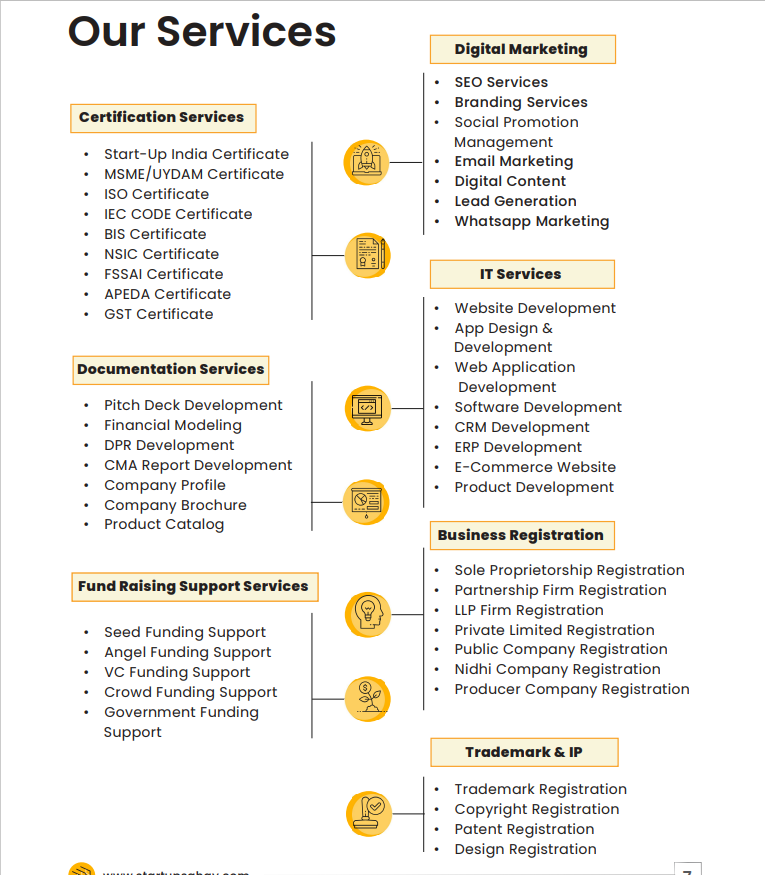 Our Services
Certification Services
• Start-Up India Certificate
• MSME/UYDAM Certificate
• ISO Certificate
• IEC CODE Certificate
• BIS Certificate
• NSIC Certificate
• FSSAI Certificate
• APEDA Certificate
• GST Certificate
Documentation Services
• Pitch Deck Development
• Financial Modeling
• DPR Development
• CMA Report Development
• Company Profile
• Company Brochure
• Product Catalog
Fund Raising Support Services
• Seed Funding Support
• Angel Funding Support
• VC Funding Support
• Crowd Funding Support
• Government Funding
Support
Digital Marketing
• SEO Services
• Branding Services
• Social Promotion
Management
• Email Marketing
• Digital Content
• Lead Generation
• Whatsapp Marketing
IT Services
• Website Development
• App Design &
Development
• Web Application
Development
• Software Development
• CRM Development
• ERP Development
• E-Commerce Website
• Product Development
Business Registration
• Sole Proprietorship Registration
• Partnership Firm Registration
• LLP Firm Registration
• Private Limited Registration
• Public Company Registration
• Nidhi Company Registration
• Producer Company Registration
Trademark & IP
• Trademark Registration
• Copyright Registration
• Patent Registration
• Design Registration